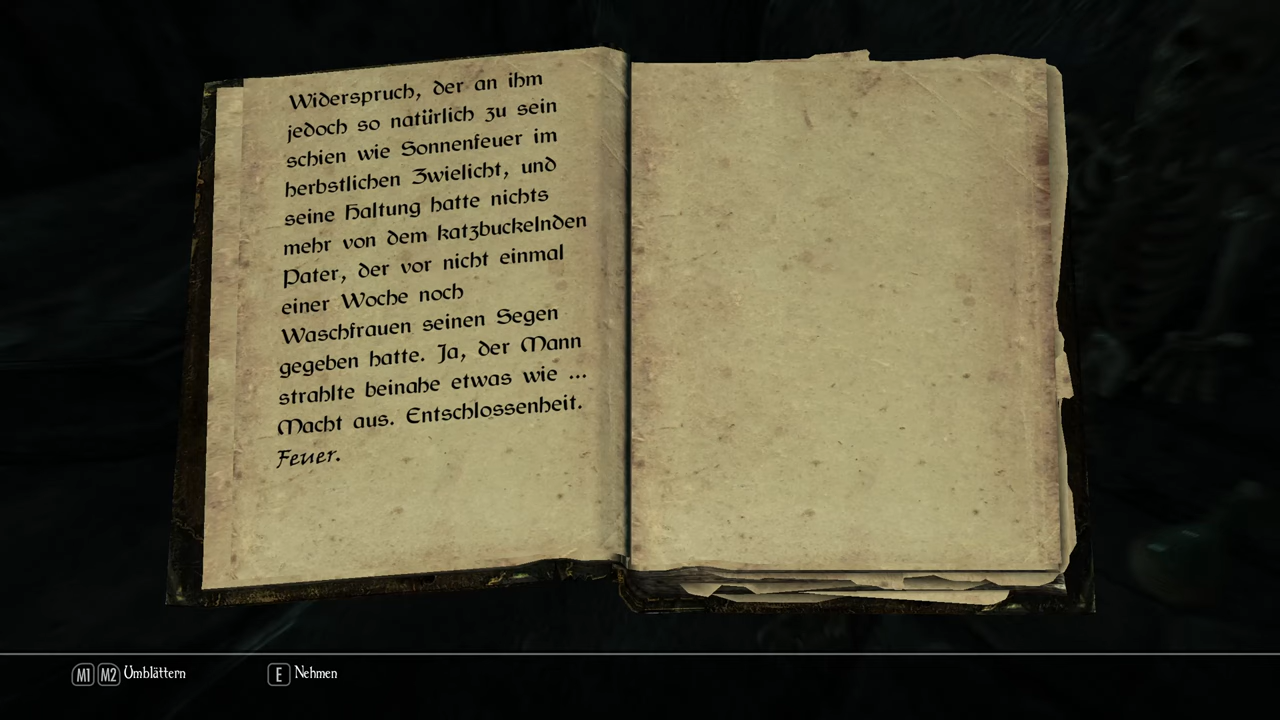 Widerspruch, der an ihm
jedoch so natürlich zu sein
schien wie Sonnenfeuer im
herbstlichen Zwielicht, und
seine Haltung hatte nichts
mehr von dem katzbuckelnden
Pater, der vor nicht einmal
einer Woche noch
Waschfrauen seinen Segen
gegeben hatte. Ja, der Mann
strahlte beinahe etwas wie ...
Macht aus. Entschlossenheit.
Feuer.
M1 M2 Umblättern
E Nehmen